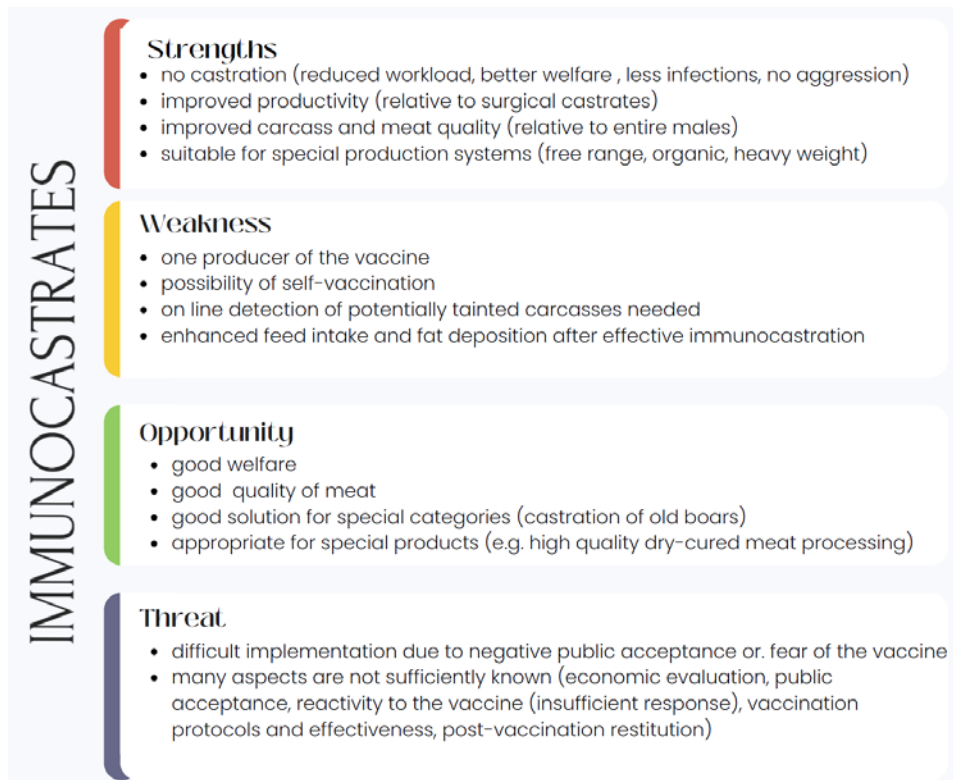 IMMUNOCASTRATES
Strengths
• no castration (reduced workload, better welfare , less infections, no aggression)
• improved productivity (relative to surgical castrates)
• improved carcass and meat quality (relative to entire males)
• suitable for special production systems (free range, organic, heavy weight)
Weakness
• one producer of the vaccine
• possibility of self-vaccination
• on line detection of potentially tainted carcasses needed
• enhanced feed intake and fat deposition after effective immunocastration
Opportunity
• good welfare
• good quality of meat
• good solution for special categories (castration of old boars)
• appropriate for special products (e.g. high quality dry-cured meat processing)
Threat
• difficult implementation due to negative public acceptance or. fear of the vaccine
• many aspects are not sufficiently known (economic evaluation, public
acceptance, reactivity to the vaccine (insufficient response), vaccination
protocols and effectiveness, post-vaccination restitution)